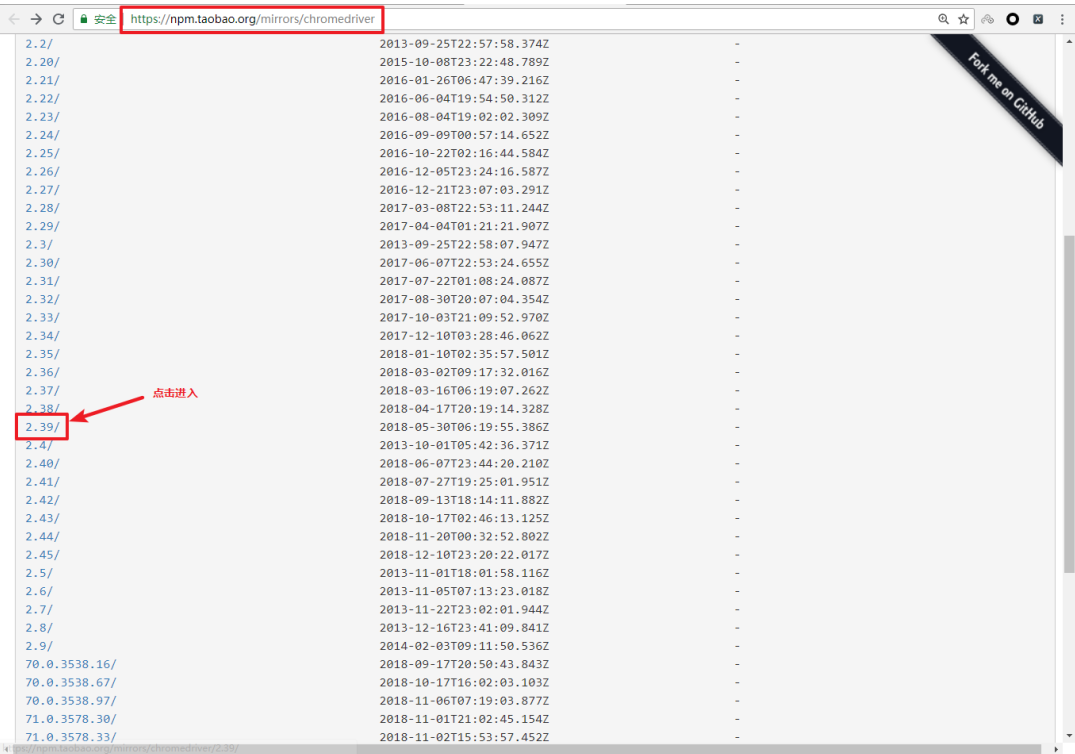 安全 https://npm.taobao.org/mirrors/chromedriver
Fork me on GitHub
2.2/ 2013-09-25T22:57:58.374Z -
2.20/ 2015-10-08T23:22:48.789Z -
2.21/ 2016-01-26T06:47:39.216Z -
2.22/ 2016-06-04T19:54:50.312Z -
2.23/ 2016-08-04T19:02:02.309Z -
2.24/ 2016-09-09T00:57:14.652Z -
2.25/ 2016-10-22T02:16:44.584Z -
2.26/ 2016-12-05T23:24:16.587Z -
2.27/ 2016-12-21T23:07:03.291Z -
2.28/ 2017-03-08T22:53:11.244Z -
2.29/ 2017-04-04T01:21:21.907Z -
2.3/ 2013-09-25T22:58:07.947Z -
2.30/ 2017-06-07T22:53:24.655Z -
2.31/ 2017-07-22T01:08:24.087Z -
2.32/ 2017-08-30T20:07:04.354Z -
2.33/ 2017-10-03T21:09:52.970Z -
2.34/ 2017-12-10T03:28:46.062Z -
2.35/ 2018-01-10T02:35:57.501Z -
2.36/ 2018-03-02T09:17:32.016Z -
2.37/ 2018-03-16T06:19:07.262Z -
点击进入
2.38/ 2018-04-17T20:19:14.328Z -
2.39/ 2018-05-30T06:19:55.386Z -
2.4/ 2013-10-01T05:42:36.371Z -
2.40/ 2018-06-07T23:44:20.210Z -
2.41/ 2018-07-27T19:25:01.951Z -
2.42/ 2018-09-13T18:14:11.882Z -
2.43/ 2018-10-17T02:46:13.125Z -
2.44/ 2018-11-20T00:32:52.802Z -
2.45/ 2018-12-10T23:20:22.017Z -
2.5/ 2013-11-01T18:01:58.116Z -
2.6/ 2013-11-05T07:13:23.018Z -
2.7/ 2013-11-22T23:02:01.944Z -
2.8/ 2013-12-16T23:41:09.841Z -
2.9/ 2014-02-03T09:11:50.536Z -
70.0.3538.16/ 2018-09-17T20:50:43.843Z -
70.0.3538.67/ 2018-10-17T16:02:03.103Z -
70.0.3538.97/ 2018-11-06T07:19:03.877Z -
71.0.3578.30/ 2018-11-01T21:02:45.154Z -
71.0.3578.33/ 2018-11-02T15:53:57.452Z -
ttps://npm.taobao.org/mirrors/chromedriver/2.39/